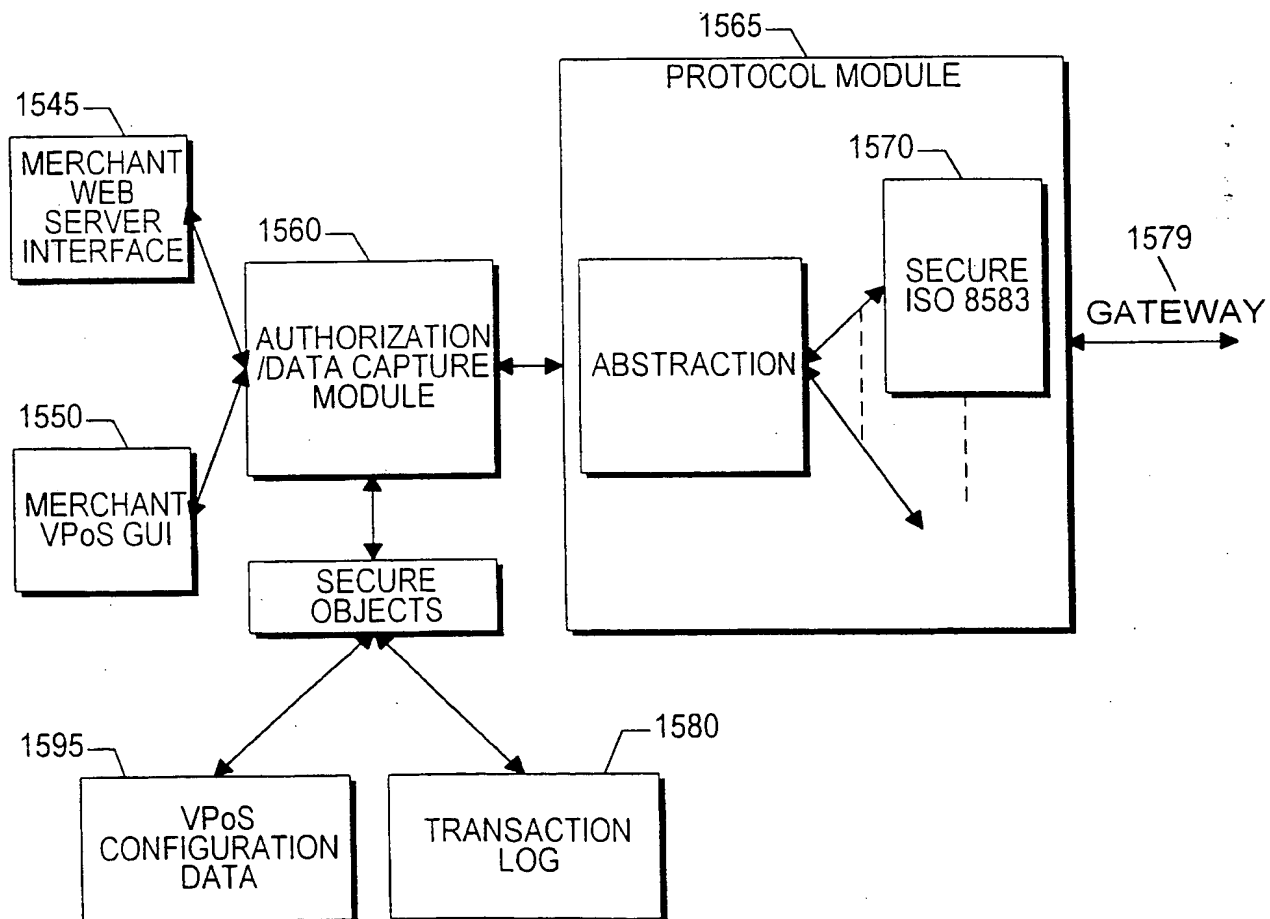 1565
PROTOCOL MODULE
1545
MERCHANT
WEB
SERVER
INTERFACE
1570
SECURE
ISO 8583
1560
AUTHORIZATION
/DATA CAPTURE
MODULE
ABSTRACTION
1579
GATEWAY
1550
MERCHANT
VPoS GUI
SECURE
OBJECTS
1595
VPoS
CONFIGURATION
DATA
1580
TRANSACTION
LOG